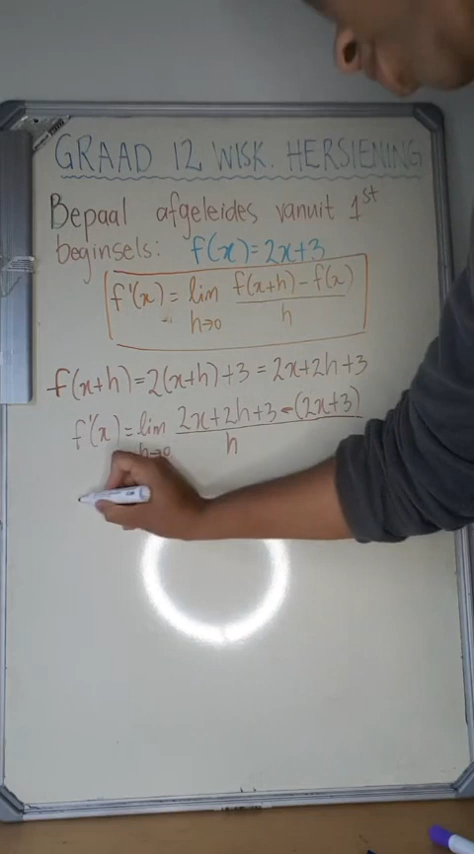 GRAAD 12 WISK. HERSIENING
Bepaal afgeleides vanuit 1st
beginsels: f(x)=2x+3
f'(x) = lim h→0 f(x+h)-f(x) / h
f(x+h)=2(x+h)+3 = 2x+2h+3
f'(x) = lim h→0 2x+2h+3-(2x+3) / h